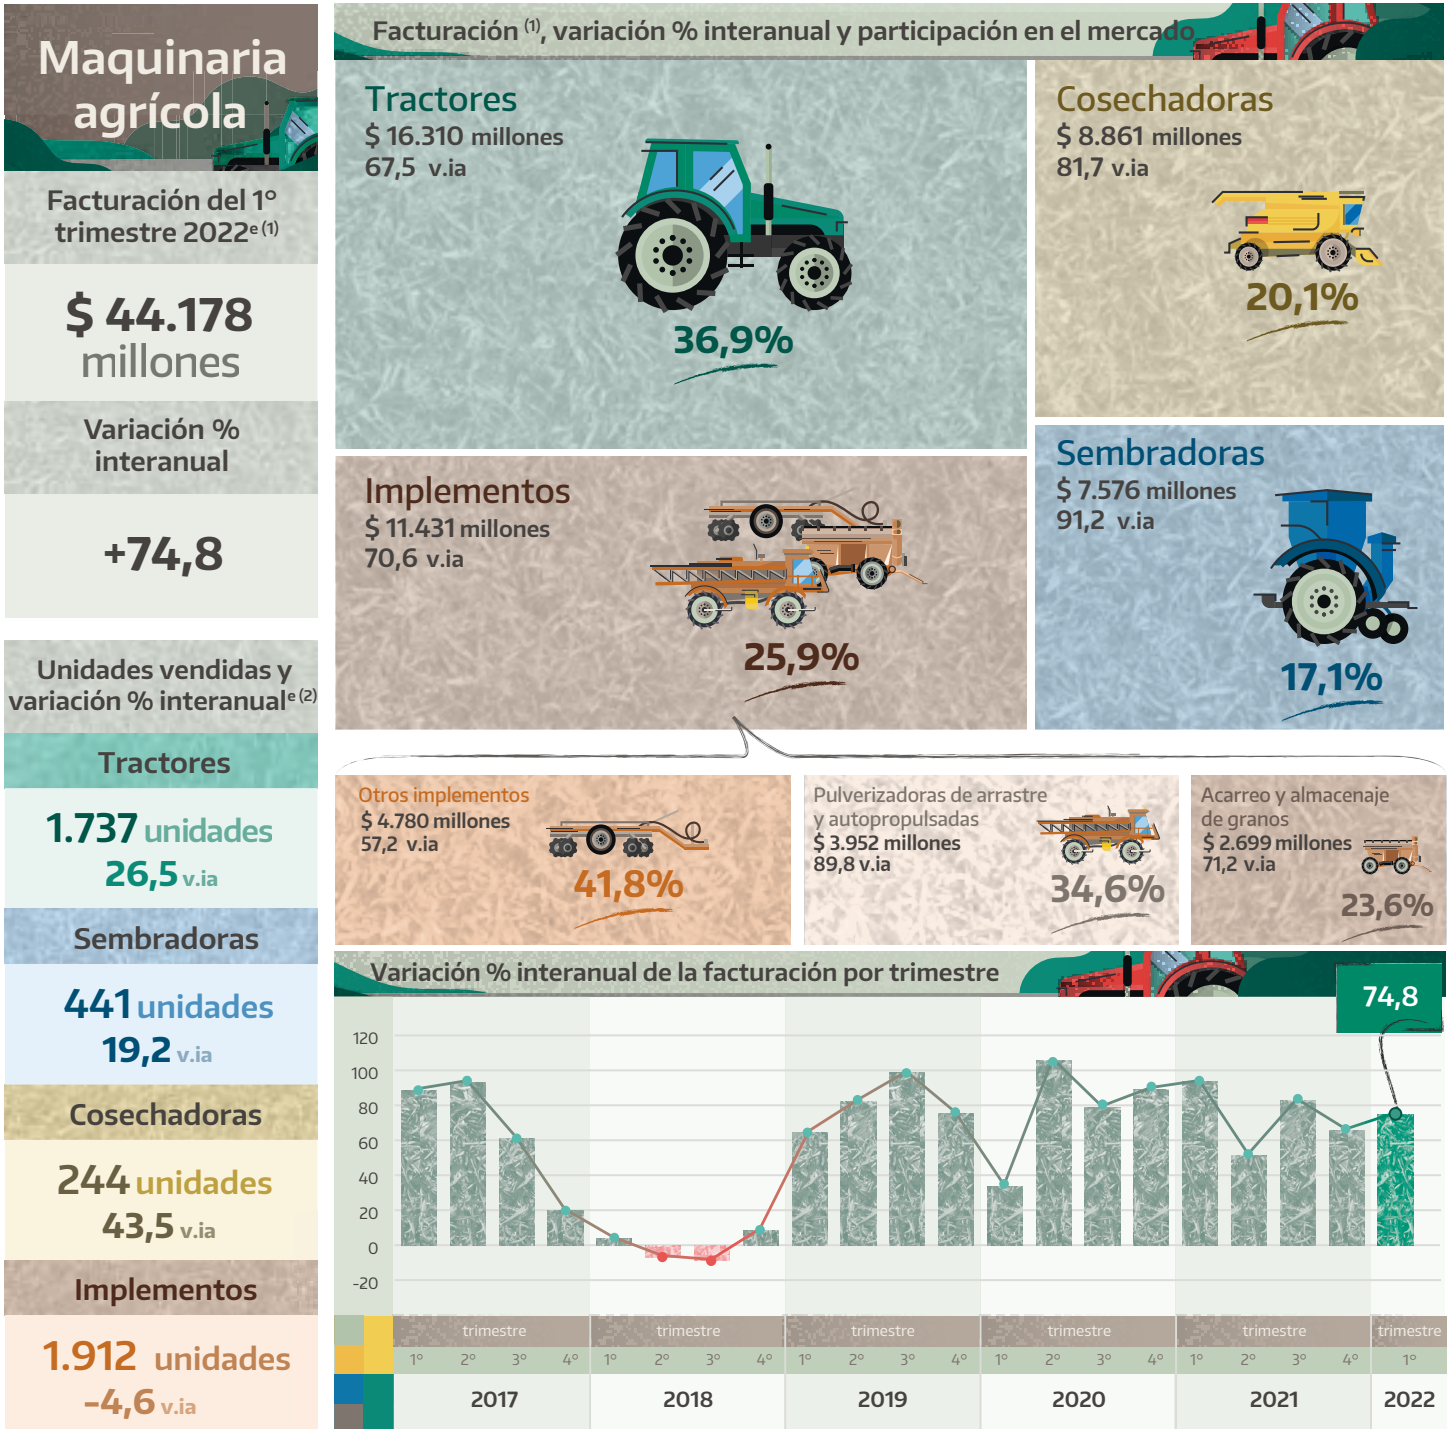 Maquinaria
agrícola
Facturación del 1°
trimestre 2022e (1)
$ 44.178
millones
Variación %
interanual
+74,8
Unidades vendidas y
variación % interanuale (2)
Tractores
1.737 unidades
26,5 v.ia
Sembradoras
441 unidades
19,2 v.ia
Cosechadoras
244 unidades
43,5 v.ia
Implementos
1.912 unidades
-4,6 v.ia
Facturación (1), variación % interanual y participación en el mercado
Tractores
$ 16.310 millones
67,5 v.ia
36,9%
Cosechadoras
$ 8.861 millones
81,7 v.ia
20,1%
Implementos
$ 11.431 millones
70,6 v.ia
25,9%
Sembradoras
$ 7.576 millones
91,2 v.ia
17,1%
Otros implementos
$ 4.780 millones
57,2 v.ia
41,8%
Pulverizadoras de arrastre
y autopropulsadas
$ 3.952 millones
89,8 v.ia
34,6%
Acarreo y almacenaje
de granos
$ 2.699 millones
71,2 v.ia
23,6%
Variación % interanual de la facturación por trimestre
74,8
120
100
80
60
40
20
0
-20
trimestre trimestre trimestre trimestre trimestre trimestre
1° 2° 3° 4° 1° 2° 3° 4° 1° 2° 3° 4° 1° 2° 3° 4° 1° 2° 3° 4° 1°
2017 2018 2019 2020 2021 2022